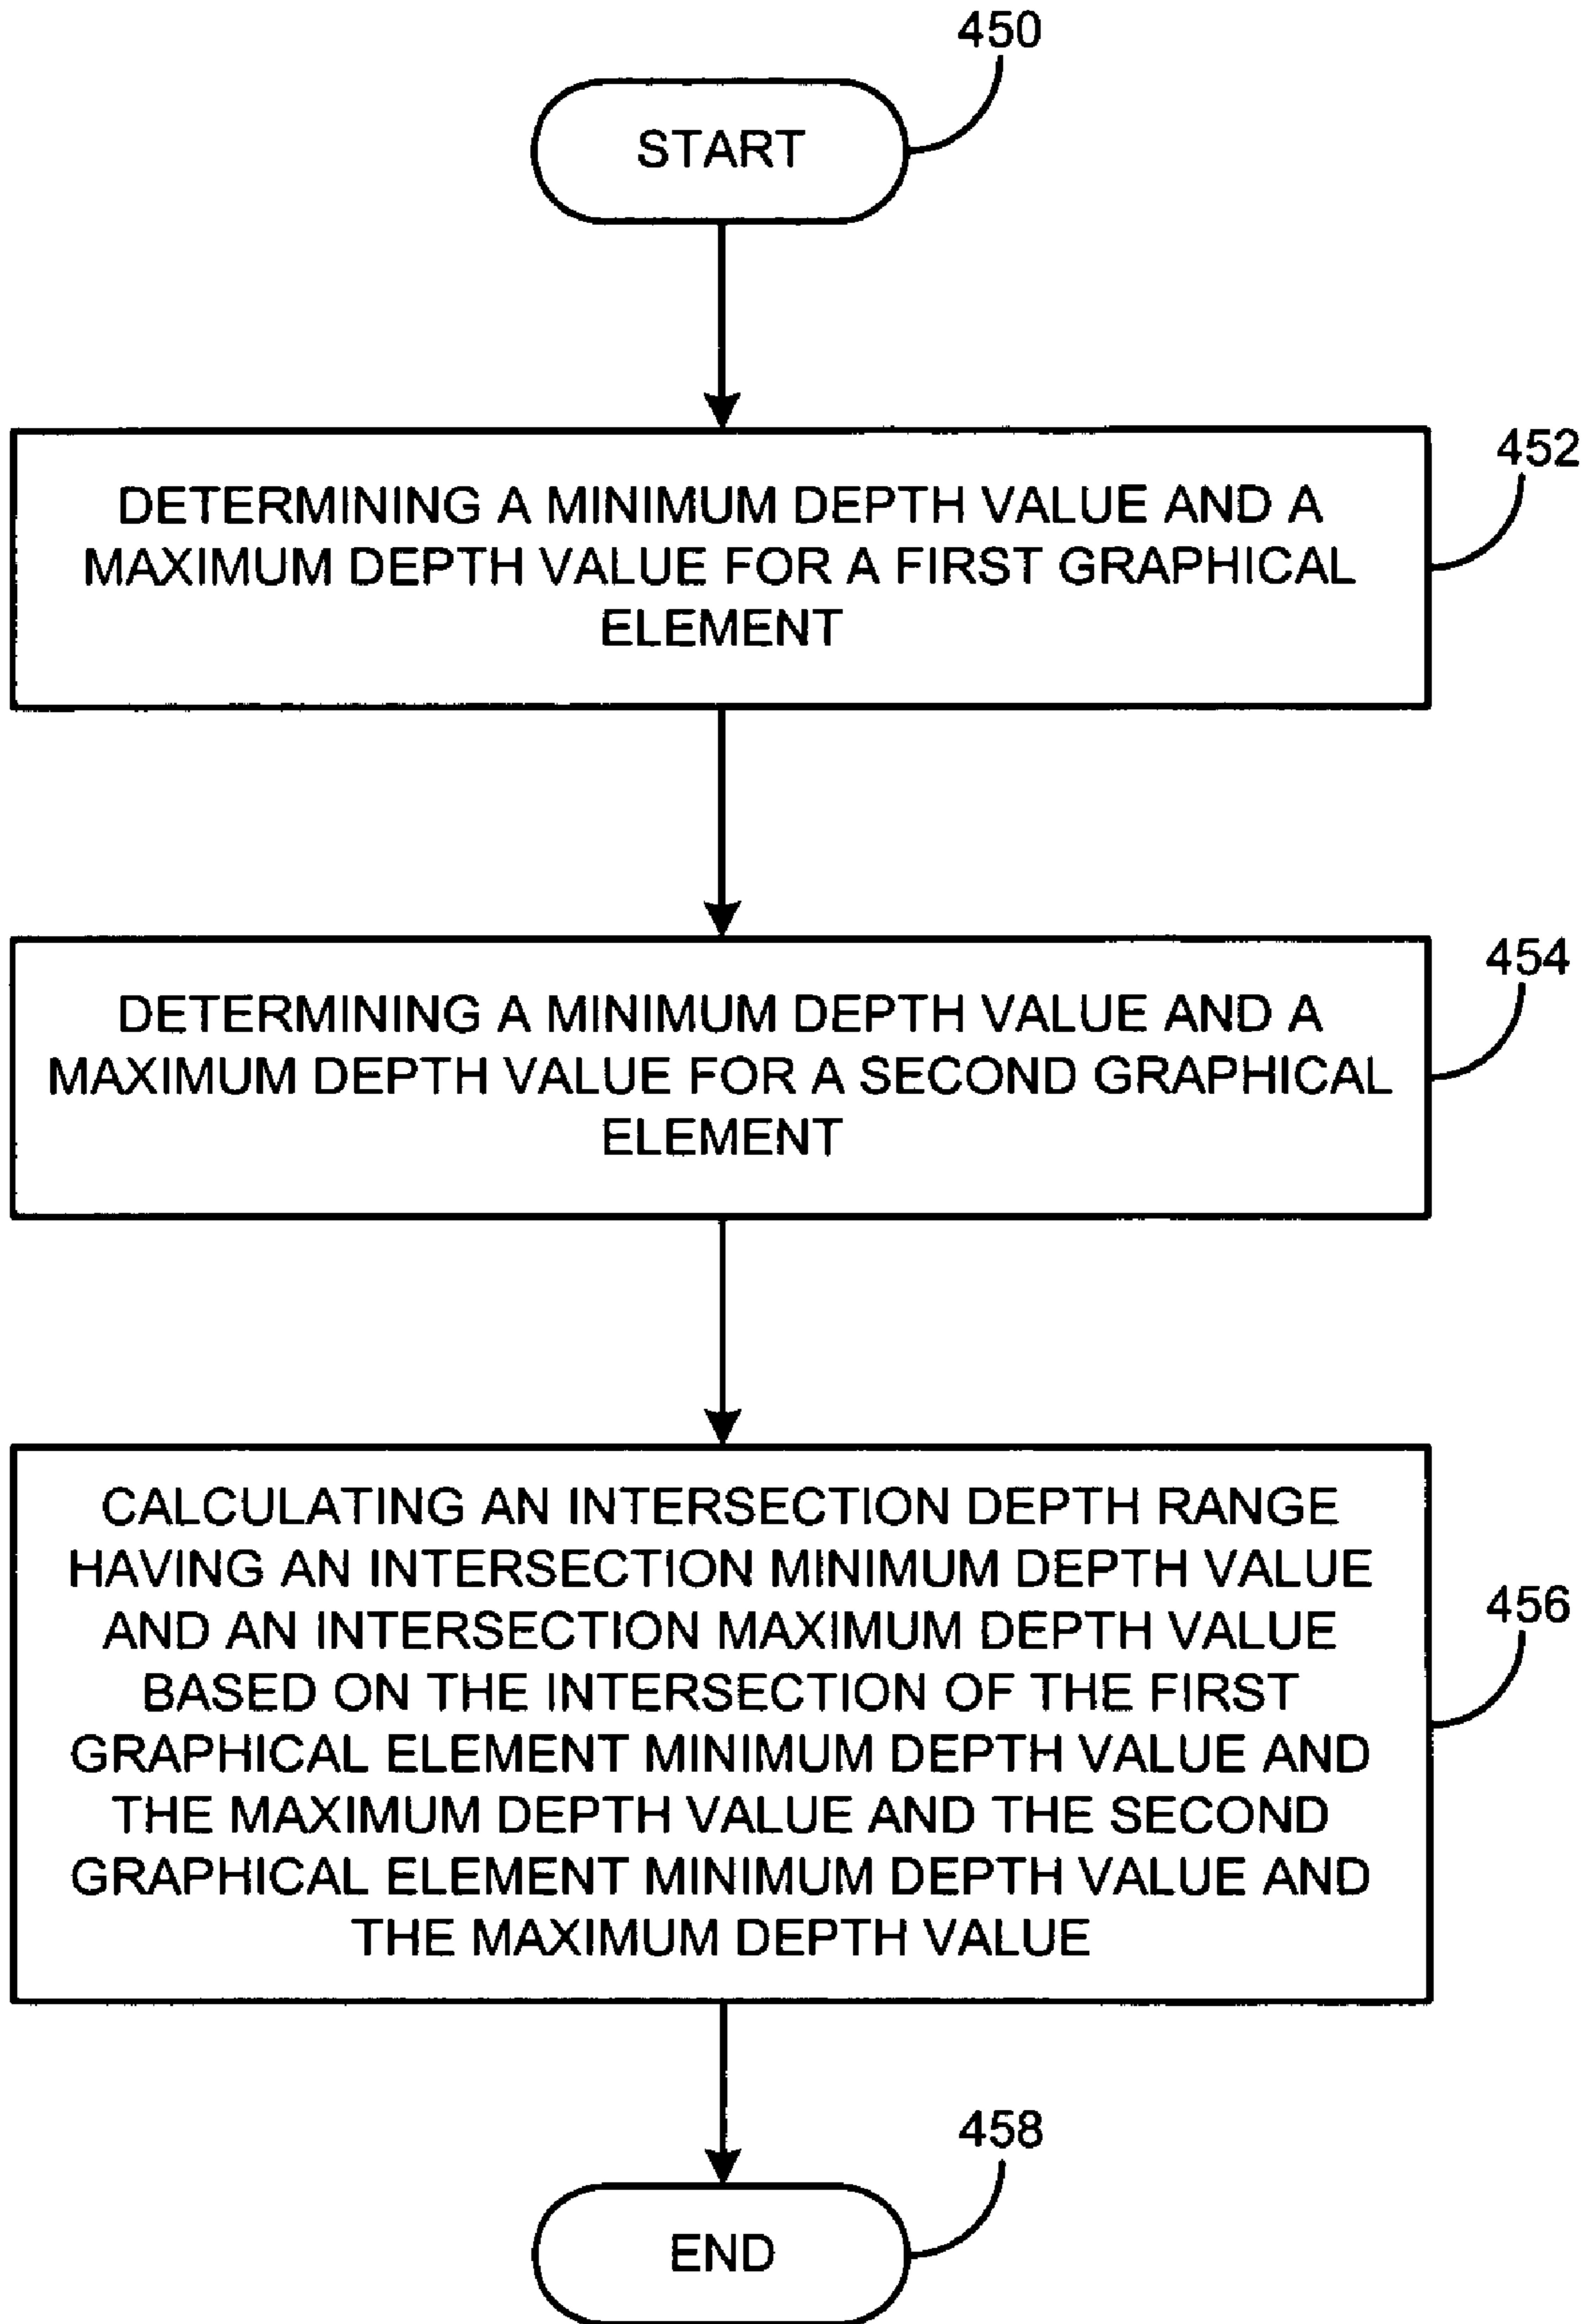 450
START
452
DETERMINING A MINIMUM DEPTH VALUE AND A
MAXIMUM DEPTH VALUE FOR A FIRST GRAPHICAL
ELEMENT
454
DETERMINING A MINIMUM DEPTH VALUE AND A
MAXIMUM DEPTH VALUE FOR A SECOND GRAPHICAL
ELEMENT
CALCULATING AN INTERSECTION DEPTH RANGE
HAVING AN INTERSECTION MINIMUM DEPTH VALUE
AND AN INTERSECTION MAXIMUM DEPTH VALUE
BASED ON THE INTERSECTION OF THE FIRST
GRAPHICAL ELEMENT MINIMUM DEPTH VALUE AND
THE MAXIMUM DEPTH VALUE AND THE SECOND
GRAPHICAL ELEMENT MINIMUM DEPTH VALUE AND
THE MAXIMUM DEPTH VALUE
456
458
END